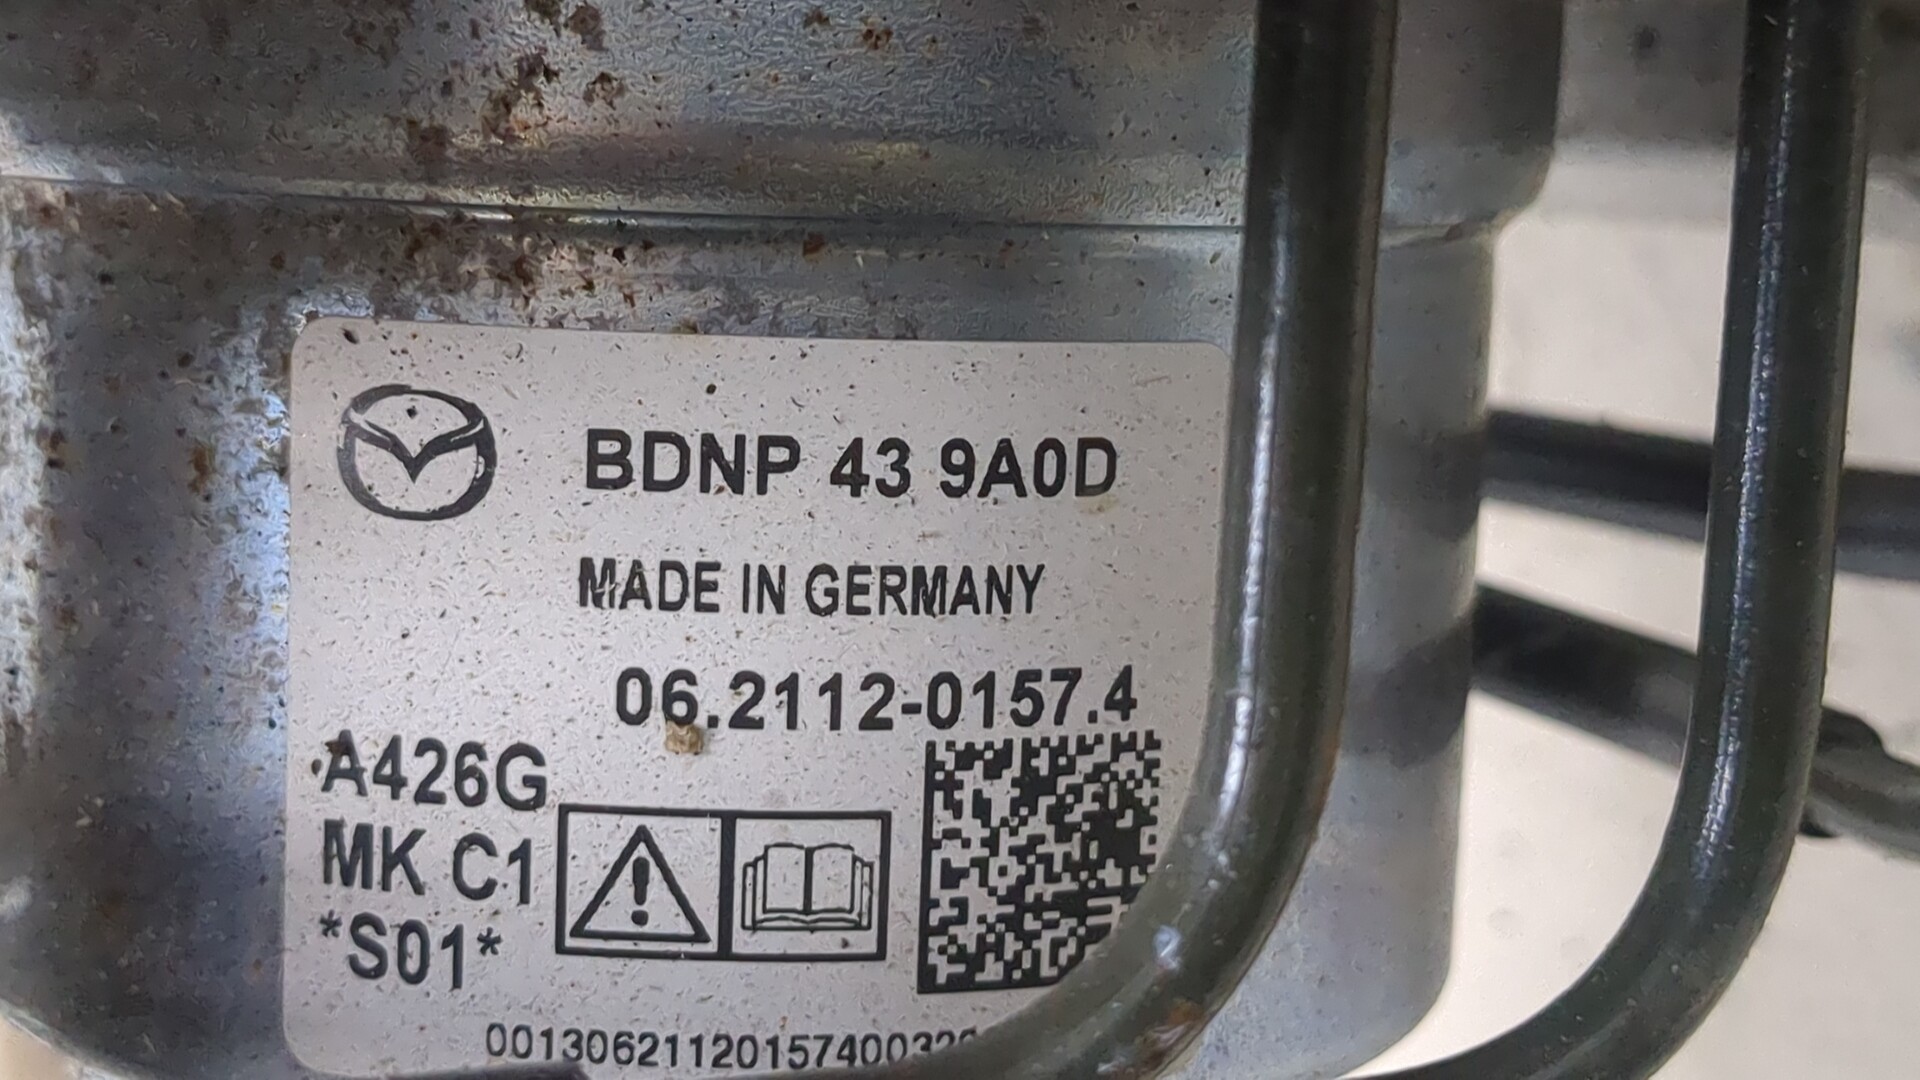 BDNP 43 9A0D
MADE IN GERMANY
06.2112-0157.4
A426G
MK C1
*S01*